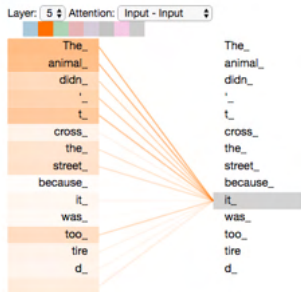 Layer: 5 Attention: Input - Input
The_ The_
animal_ animal_
didn_ didn_
'_ '_
t_ t_
cross_ cross_
the_ the_
street_ street_
because_ because_
it_ it_
was_ was_
too_ too_
tire tire
d_ d_